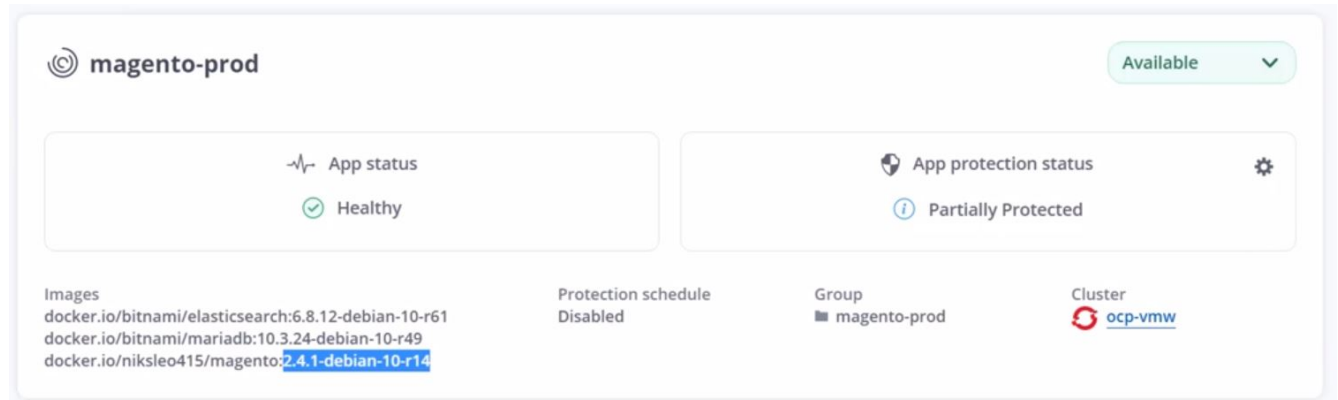 magento-prod
Available
App status
Healthy
App protection status
Partially Protected
Images
docker.io/bitnami/elasticsearch:6.8.12-debian-10-r61
docker.io/bitnami/mariadb:10.3.24-debian-10-r49
docker.io/niksleo415/magento:2.4.1-debian-10-r14
Protection schedule
Disabled
Group
magento-prod
Cluster
ocp-vmw